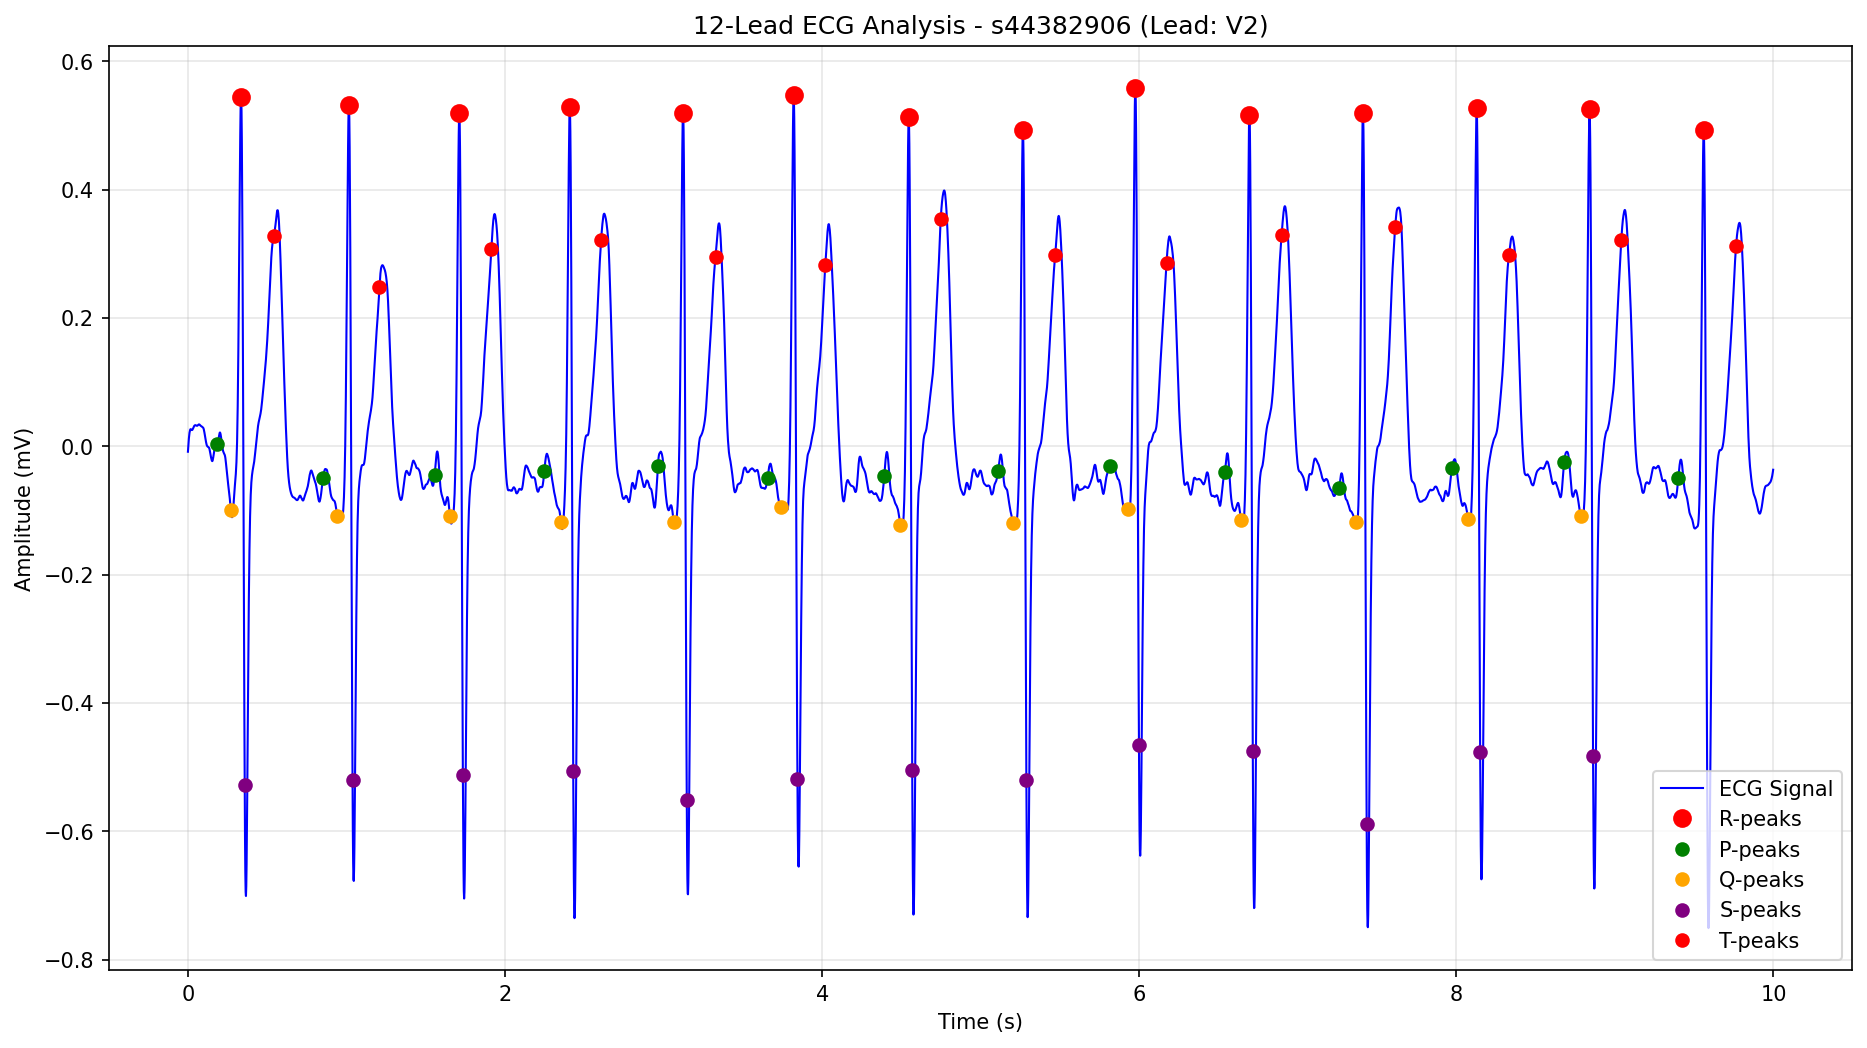 12-Lead ECG Analysis - s44382906 (Lead: V2)
Amplitude (mV)
0.6
0.4
0.2
0.0
−0.2
−0.4
−0.6
−0.8
ECG Signal
R-peaks
P-peaks
Q-peaks
S-peaks
T-peaks
0 2 4 6 8 10
Time (s)